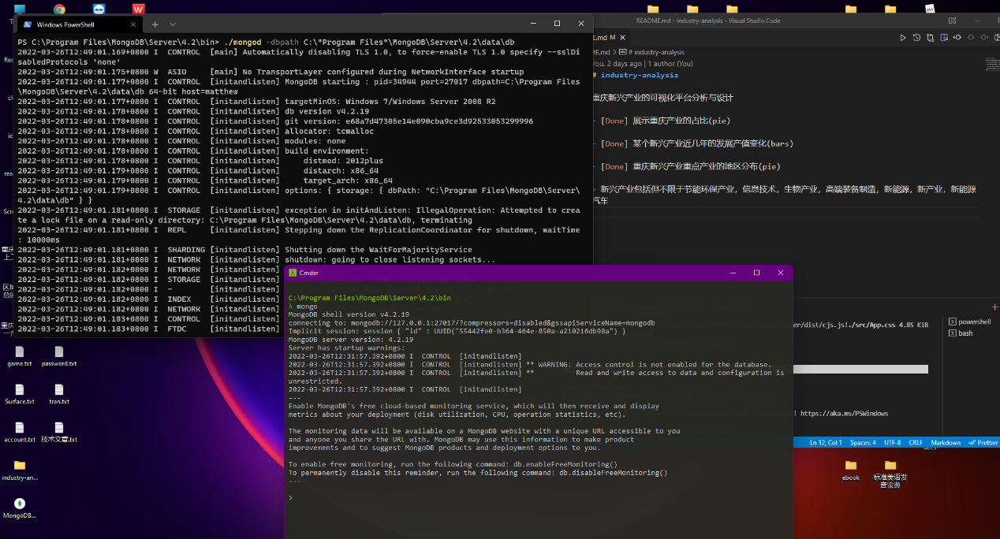 Windows PowerShell
PS C:\Program Files\MongoDB\Server\4.2\bin> ./mongod -dbpath C:\"Program Files"\MongoDB\Server\4.2\data\db
2022-03-26T12:49:01.169+0800 I  CONTROL  [main] Automatically disabling TLS 1.0, to force-enable TLS 1.0 specify --sslDi
sabledProtocols 'none'
2022-03-26T12:49:01.175+0800 W  ASIO     [main] No TransportLayer configured during NetworkInterface startup
2022-03-26T12:49:01.177+0800 I  CONTROL  [initandlisten] MongoDB starting : pid=34944 port=27017 dbpath=C:\Program Files
\MongoDB\Server\4.2\data\db 64-bit host=matthew
2022-03-26T12:49:01.177+0800 I  CONTROL  [initandlisten] targetMinOS: Windows 7/Windows Server 2008 R2
2022-03-26T12:49:01.178+0800 I  CONTROL  [initandlisten] db version v4.2.19
2022-03-26T12:49:01.178+0800 I  CONTROL  [initandlisten] git version: e68a7d47305e14e090cba9ce3d92533053299996
2022-03-26T12:49:01.178+0800 I  CONTROL  [initandlisten] allocator: tcmalloc
2022-03-26T12:49:01.178+0800 I  CONTROL  [initandlisten] modules: none
2022-03-26T12:49:01.178+0800 I  CONTROL  [initandlisten] build environment:
2022-03-26T12:49:01.178+0800 I  CONTROL  [initandlisten]     distmod: 2012plus
2022-03-26T12:49:01.179+0800 I  CONTROL  [initandlisten]     distarch: x86_64
2022-03-26T12:49:01.179+0800 I  CONTROL  [initandlisten]     target_arch: x86_64
2022-03-26T12:49:01.179+0800 I  CONTROL  [initandlisten] options: { storage: { dbPath: "C:\Program Files\MongoDB\Server\
4.2\data\db" } }
2022-03-26T12:49:01.181+0800 I  STORAGE  [initandlisten] exception in initAndListen: IllegalOperation: Attempted to crea
te a lock file on a read-only directory: C:\Program Files\MongoDB\Server\4.2\data\db, terminating
2022-03-26T12:49:01.181+0800 I  REPL     [initandlisten] Stepping down the ReplicationCoordinator for shutdown, waitTime
: 10000ms
2022-03-26T12:49:01.181+0800 I  SHARDING [initandlisten] Shutting down the WaitForMajorityService
2022-03-26T12:49:01.181+0800 I  NETWORK  [initandlisten] shutdown: going to close listening sockets...
2022-03-26T12:49:01.182+0800 I  NETWORK  [initandlisten]
2022-03-26T12:49:01.182+0800 I  STORAGE  [initandlisten]
2022-03-26T12:49:01.182+0800 I  -        [initandlisten]
2022-03-26T12:49:01.182+0800 I  INDEX    [initandlisten]
2022-03-26T12:49:01.182+0800 I  NETWORK  [initandlisten]
2022-03-26T12:49:01.183+0800 I  CONTROL  [initandlisten]
2022-03-26T12:49:01.183+0800 I  FTDC     [initandlisten]
README.md - industry-analysis - Visual Studio Code
E.md M
ME.md > # industry-analysis
You, 2 days ago | 1 author (You)
# industry-analysis
重庆新兴产业的可视化平台分析与设计
- [Done] 展示重庆产业的占比(pie)
- [Done] 某个新兴产业近几年的发展产值变化(bars)
- [Done] 重庆新兴产业重点产业的地区分布(pie)
> 新兴产业包括但不限于节能环保产业，信息技术，生物产业，高端装备制造，新能源，新产业，新能源
汽车
er/dist/cjs.js!./src/App.css 4.85 KiB
powershell
bash
! https://aka.ms/PSWindows
Ln 12, Col 1  Spaces: 4  UTF-8  CRLF  Markdown  Prettier
Cmder
C:\Program Files\MongoDB\Server\4.2\bin
λ mongo
MongoDB shell version v4.2.19
connecting to: mongodb://127.0.0.1:27017/?compressors=disabled&gssapiServiceName=mongodb
Implicit session: session { "id" : UUID("55442fe0-b364-464e-850a-a210216db98a") }
MongoDB server version: 4.2.19
Server has startup warnings:
2022-03-26T12:31:57.392+0800 I  CONTROL  [initandlisten]
2022-03-26T12:31:57.392+0800 I  CONTROL  [initandlisten] ** WARNING: Access control is not enabled for the database.
2022-03-26T12:31:57.392+0800 I  CONTROL  [initandlisten] **          Read and write access to data and configuration is
unrestricted.
2022-03-26T12:31:57.392+0800 I  CONTROL  [initandlisten]
---
Enable MongoDB's free cloud-based monitoring service, which will then receive and display
metrics about your deployment (disk utilization, CPU, operation statistics, etc).
The monitoring data will be available on a MongoDB website with a unique URL accessible to you
and anyone you share the URL with. MongoDB may use this information to make product
improvements and to suggest MongoDB products and deployment options to you.
To enable free monitoring, run the following command: db.enableFreeMonitoring()
To permanently disable this reminder, run the following command: db.disableFreeMonitoring()
---
>
game.txt
password.txt
Surface.txt
tran.txt
account.txt
技术文章.txt
industry-an...
MongoDB...
ebook
标准美语发
音宝典